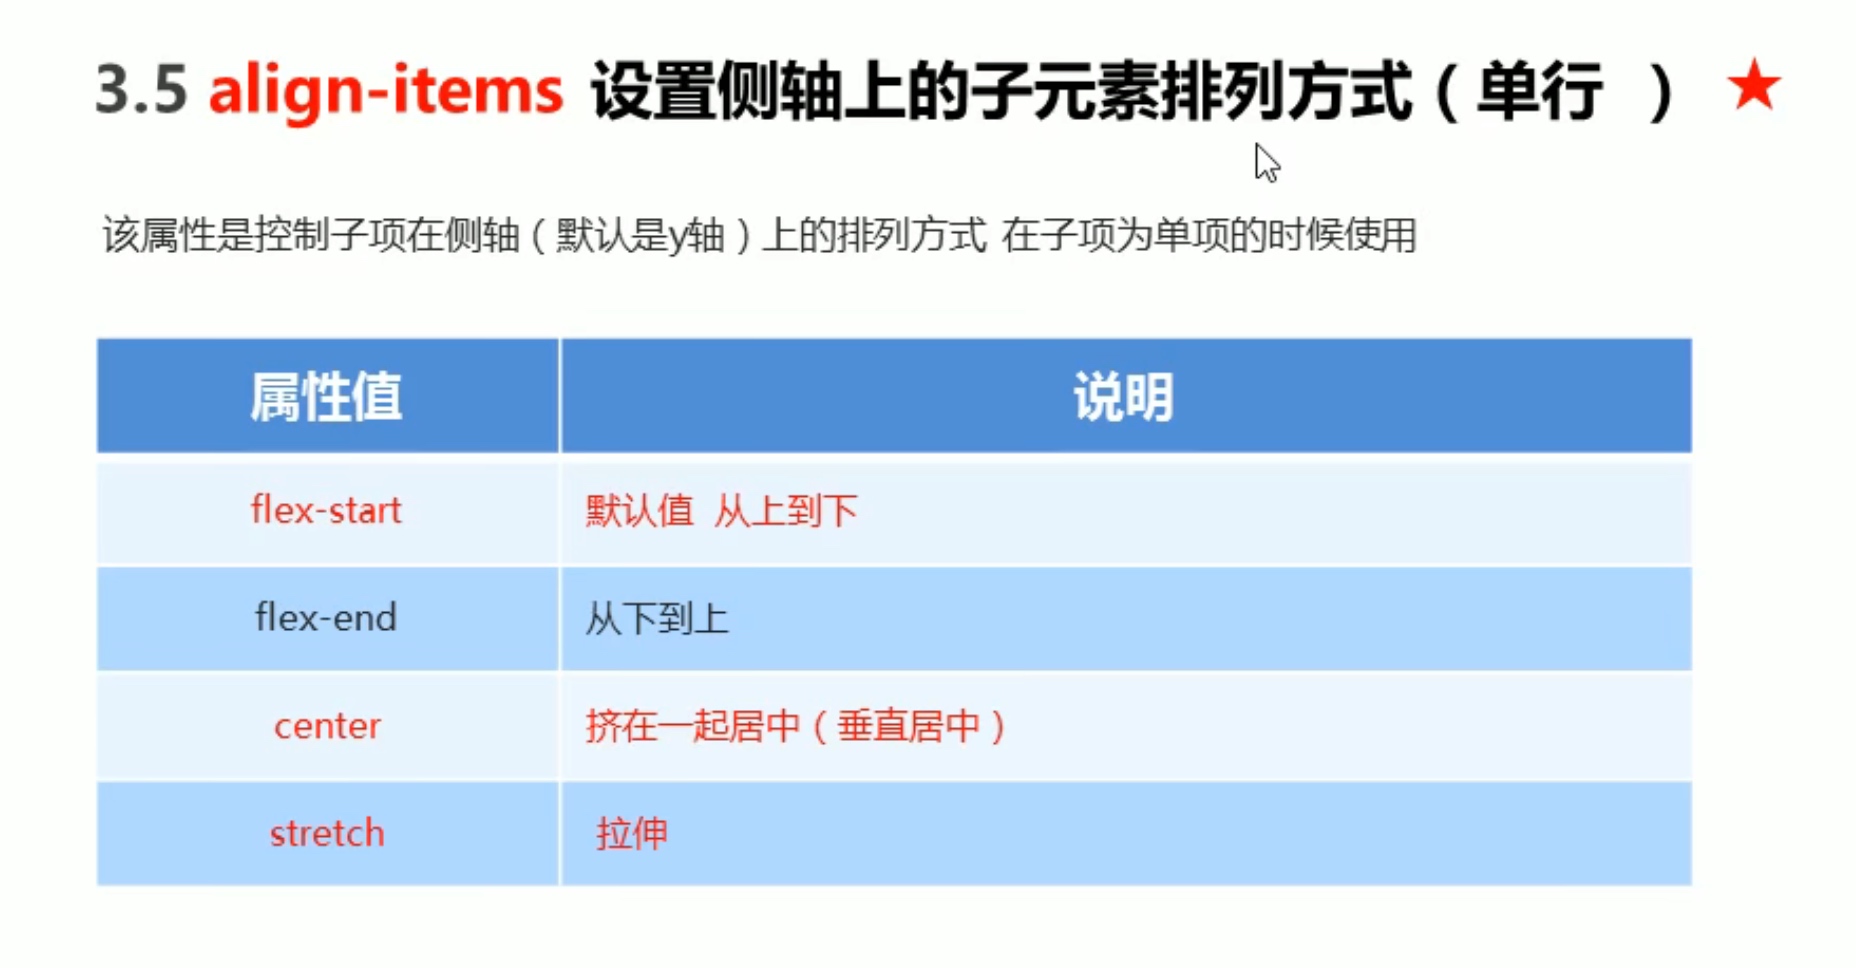 3.5 align-items 设置侧轴上的子元素排列方式（单行 ）
该属性是控制子项在侧轴（默认是y轴）上的排列方式 在子项为单项的时候使用
属性值 说明
flex-start 默认值 从上到下
flex-end 从下到上
center 挤在一起居中（垂直居中）
stretch 拉伸